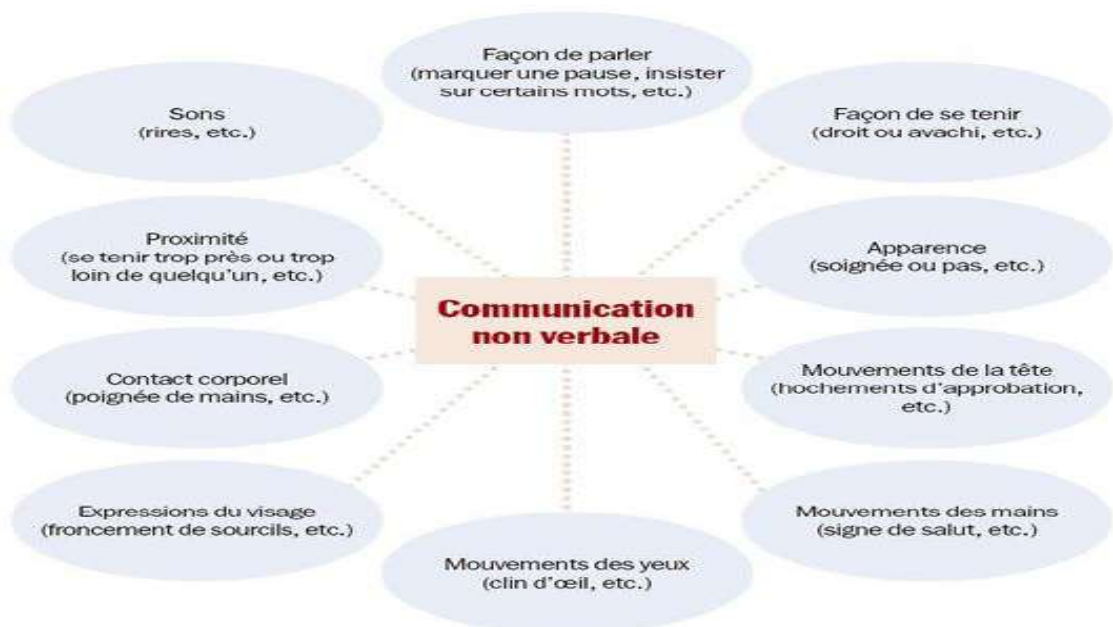 Façon de parler
(marquer une pause, insister
sur certains mots, etc.)
Sons
(rires, etc.)
Façon de se tenir
(droit ou avachi, etc.)
Proximité
(se tenir trop près ou trop
loin de quelqu'un, etc.)
Apparence
(soignée ou pas, etc.)
Communication
non verbale
Contact corporel
(poignée de mains, etc.)
Mouvements de la tête
(hochements d'approbation,
etc.)
Expressions du visage
(froncement de sourcils, etc.)
Mouvements des yeux
(clin d'œil, etc.)
Mouvements des mains
(signe de salut, etc.)